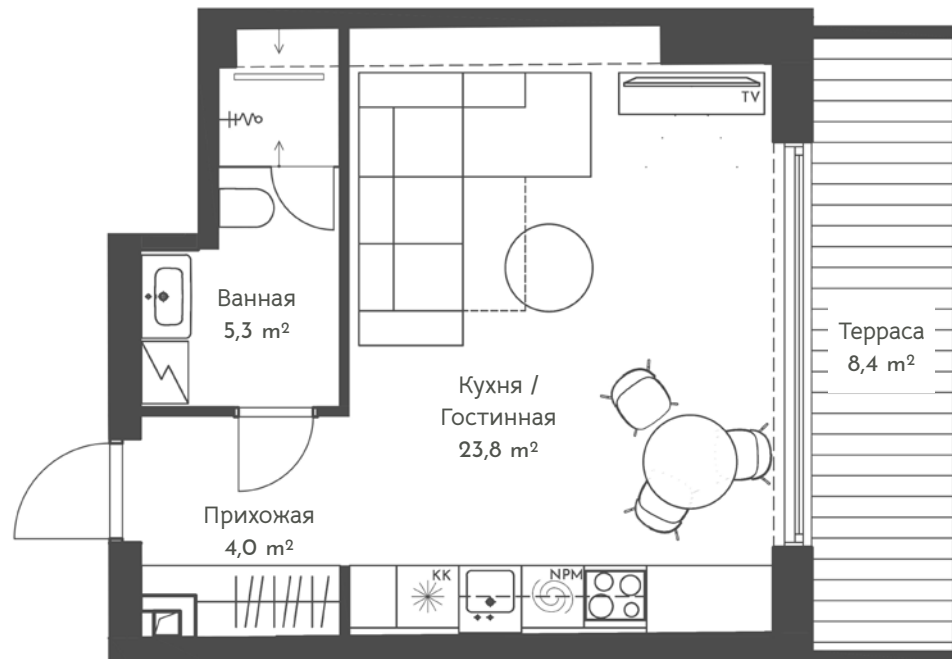 TV
Ванная
5,3 m²
Терраса
8,4 m²
Кухня /
Гостинная
23,8 m²
Прихожая
4,0 m²
KK
NPM